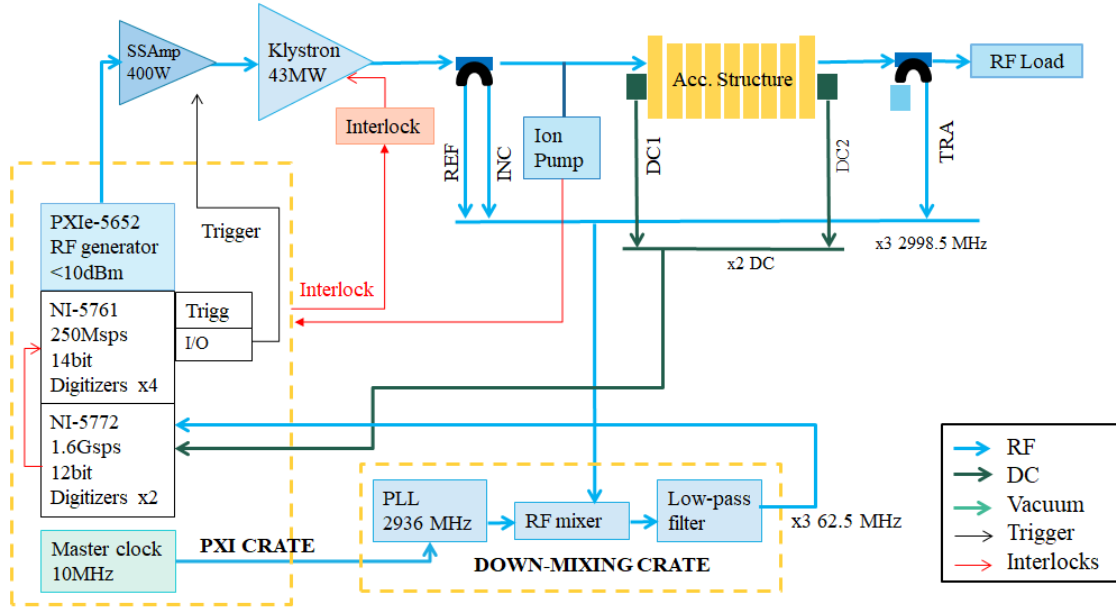 SSAmp
400W
Klystron
43MW
Acc. Structure
RF Load
Interlock
Ion
Pump
REF
INC
DC1
DC2
TRA
PXIe-5652
RF generator
<10dBm
Trigger
x3 2998.5 MHz
x2 DC
Interlock
NI-5761
250Msps
14bit
Digitizers x4
Trigg
I/O
NI-5772
1.6Gsps
12bit
Digitizers x2
Master clock
10MHz
PXI CRATE
PLL
2936 MHz
RF mixer
Low-pass
filter
x3 62.5 MHz
DOWN-MIXING CRATE
RF
DC
Vacuum
Trigger
Interlocks